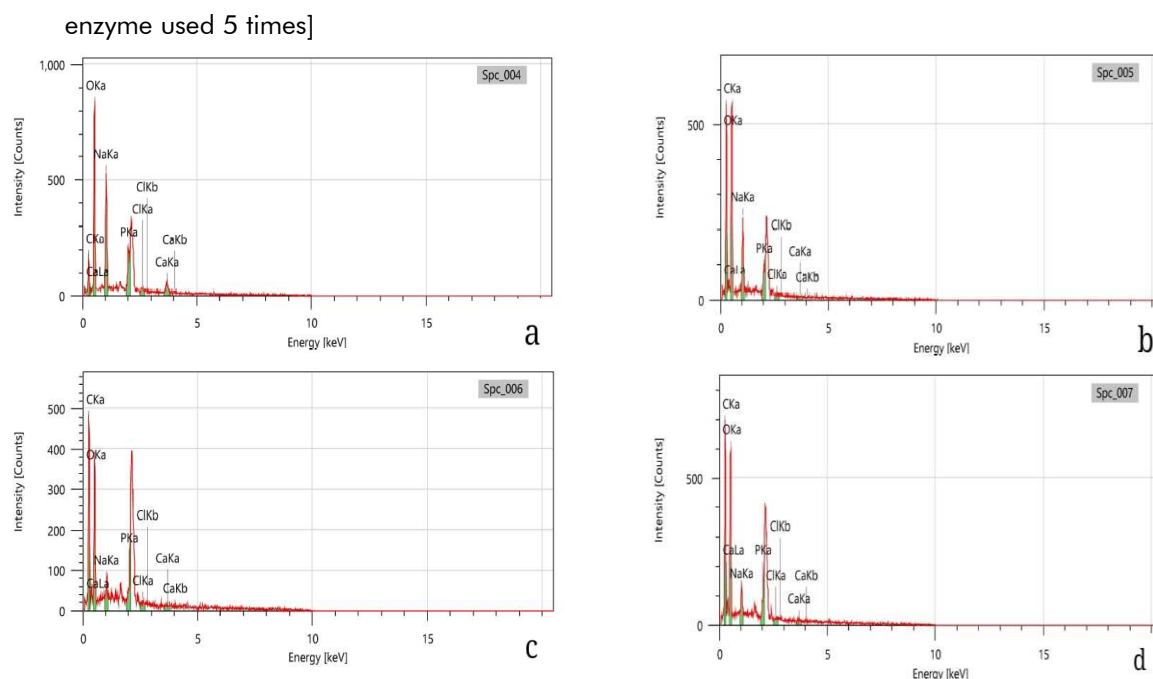 enzyme used 5 times]
1,000
500
0
Intensity [Counts]
Spc_004
OKa
NaKa
ClKb
ClKa
PKa
CKa
CaKb
CaKa
CaLa
0 5 10 15
Energy [keV]
a
500
0
Intensity [Counts]
Spc_005
CKa
OKa
NaKa
ClKb
PKa
CaKa
CaLa
ClKa
CaKb
0 5 10 15
Energy [keV]
b
500
400
300
200
100
0
Intensity [Counts]
Spc_006
CKa
OKa
ClKb
PKa
NaKa
CaKa
CaLa
ClKa
CaKb
0 5 10 15
Energy [keV]
c
500
0
Intensity [Counts]
Spc_007
CKa
OKa
ClKb
CaLa
PKa
NaKa
ClKa
CaKb
CaKa
0 5 10 15
Energy [keV]
d